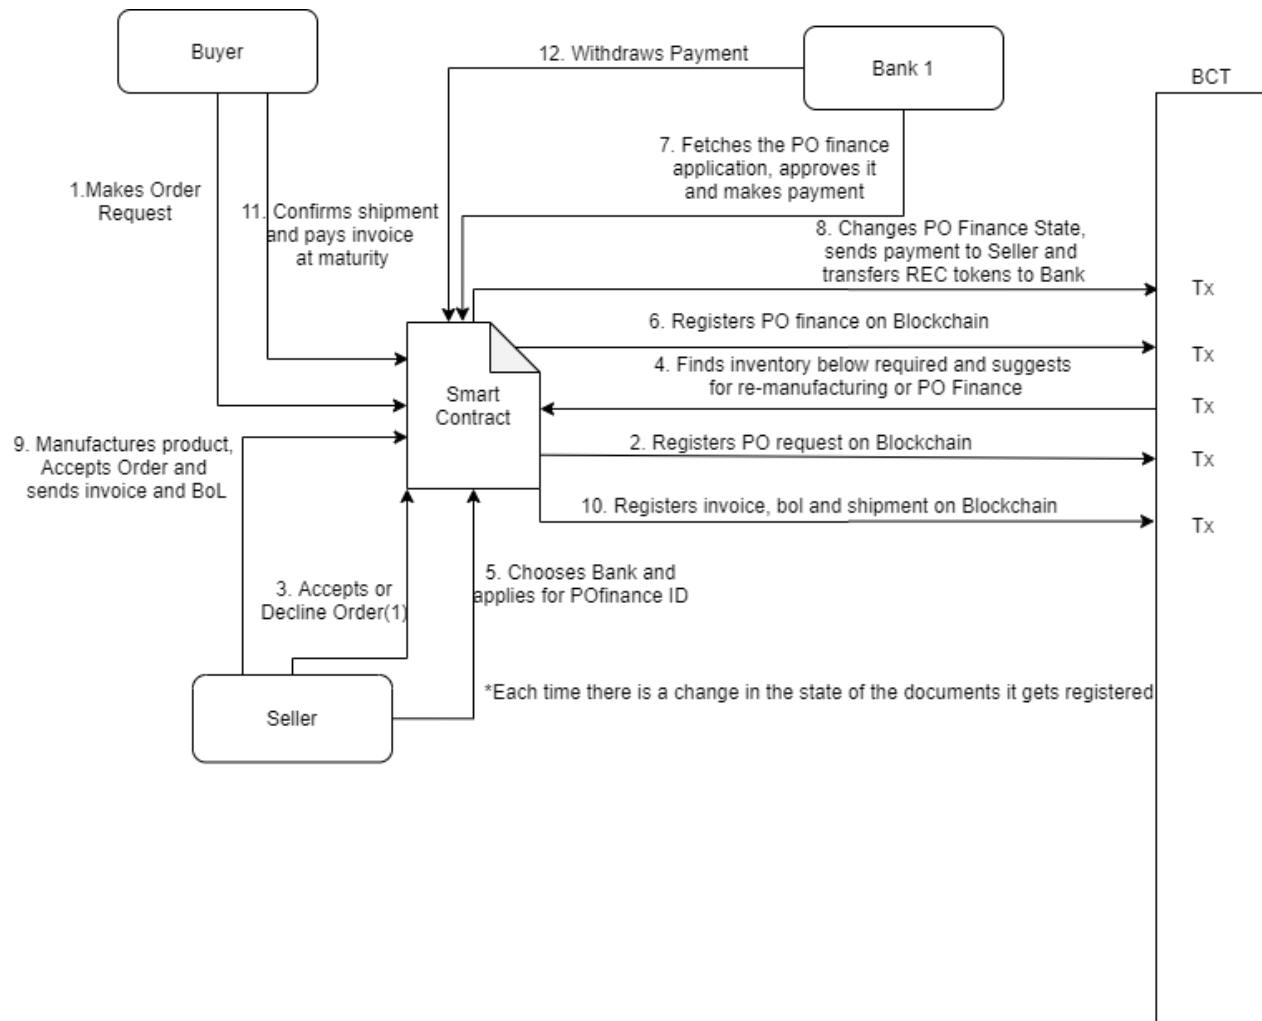 Buyer
12. Withdraws Payment
Bank 1
BCT
7. Fetches the PO finance
application, approves it
and makes payment
1.Makes Order
Request
11. Confirms shipment
and pays invoice
at maturity
8. Changes PO Finance State,
sends payment to Seller and
transfers REC tokens to Bank
Tx
6. Registers PO finance on Blockchain
Tx
4. Finds inventory below required and suggests
for re-manufacturing or PO Finance
Tx
Smart
Contract
9. Manufactures product,
Accepts Order and
sends invoice and BoL
2. Registers PO request on Blockchain
Tx
10. Registers invoice, bol and shipment on Blockchain
Tx
3. Accepts or
Decline Order(1)
5. Chooses Bank and
applies for POfinance ID
*Each time there is a change in the state of the documents it gets registered
Seller